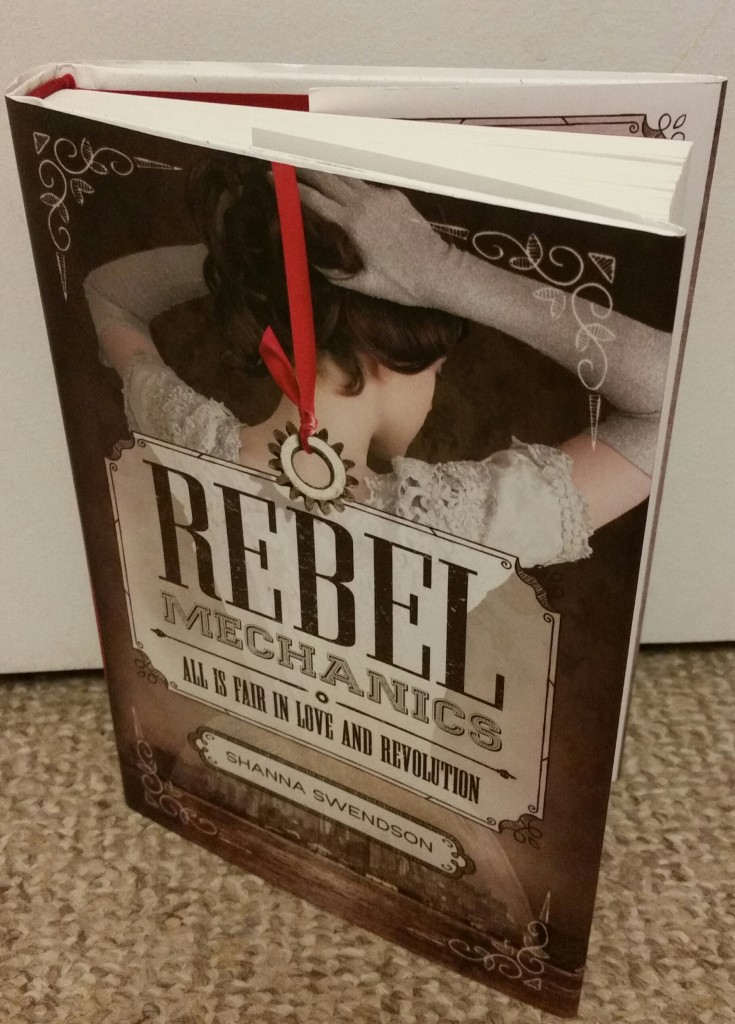 REBEL
MECHANICS
ALL IS FAIR IN LOVE AND REVOLUTION
SHANNA SWENDSON